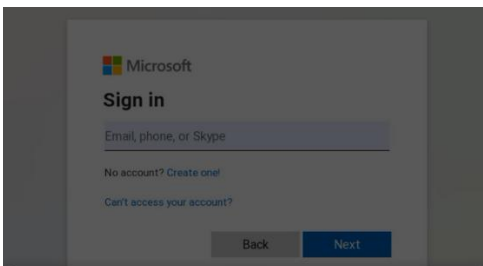 Microsoft
Sign in
Email, phone, or Skype
No account? Create one!
Can't access your account?
Back Next